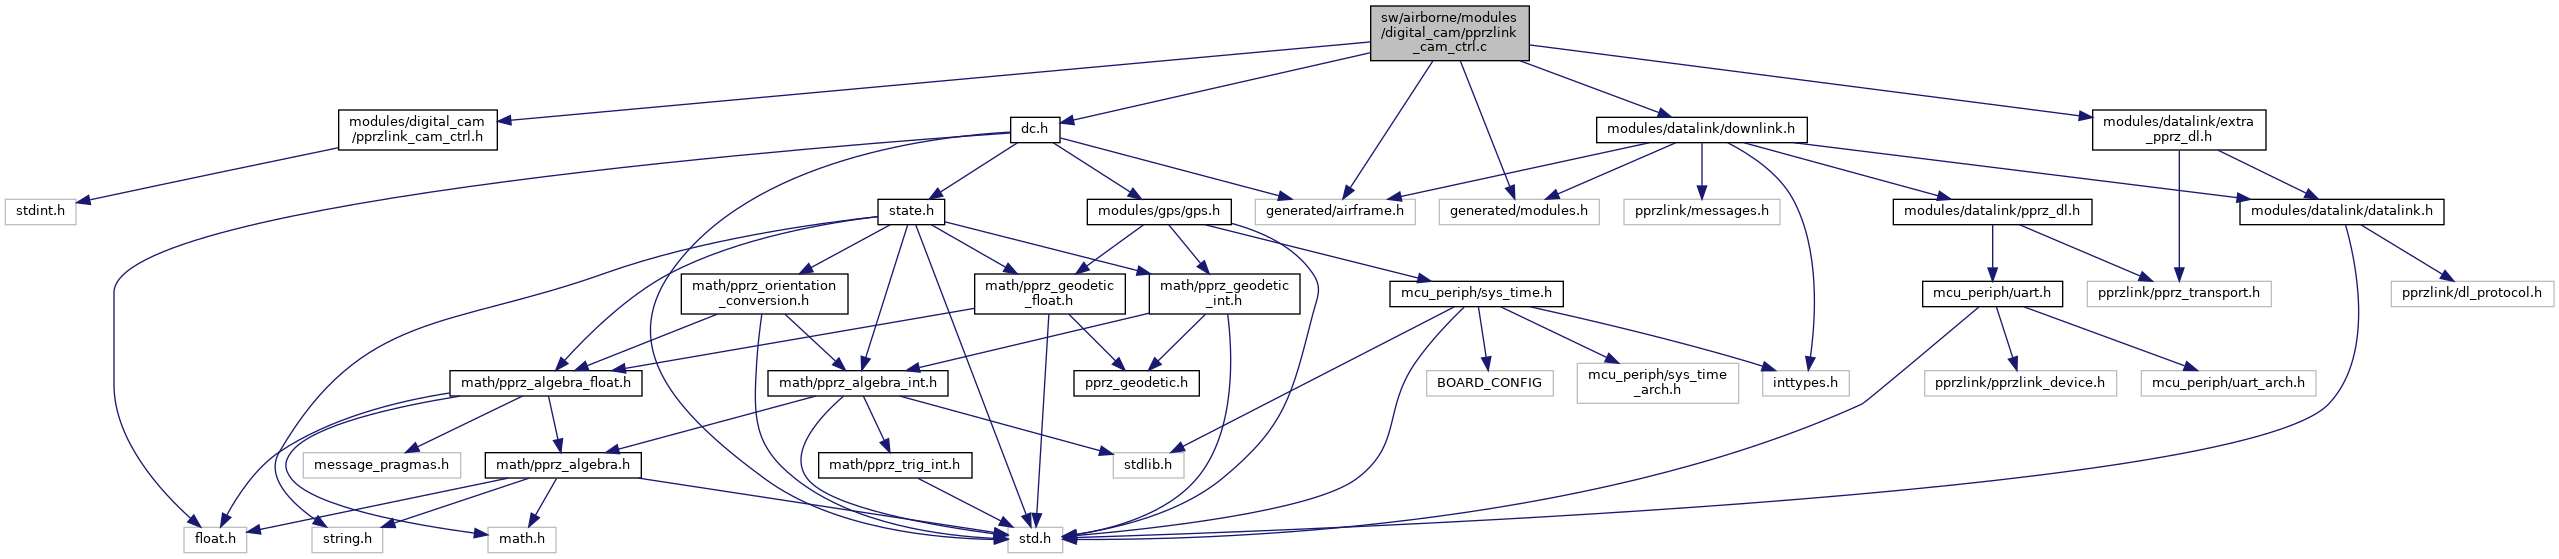 sw/airborne/modules
/digital_cam/pprzlink
_cam_ctrl.c
modules/digital_cam
/pprzlink_cam_ctrl.h
dc.h
modules/datalink/downlink.h
modules/datalink/extra
_pprz_dl.h
stdint.h
state.h
modules/gps/gps.h
generated/airframe.h
generated/modules.h
pprzlink/messages.h
modules/datalink/pprz_dl.h
modules/datalink/datalink.h
math/pprz_orientation
_conversion.h
math/pprz_geodetic
_float.h
math/pprz_geodetic
_int.h
mcu_periph/sys_time.h
mcu_periph/uart.h
pprzlink/pprz_transport.h
pprzlink/dl_protocol.h
math/pprz_algebra_float.h
math/pprz_algebra_int.h
pprz_geodetic.h
BOARD_CONFIG
mcu_periph/sys_time
_arch.h
inttypes.h
pprzlink/pprzlink_device.h
mcu_periph/uart_arch.h
message_pragmas.h
math/pprz_algebra.h
math/pprz_trig_int.h
stdlib.h
float.h
string.h
math.h
std.h